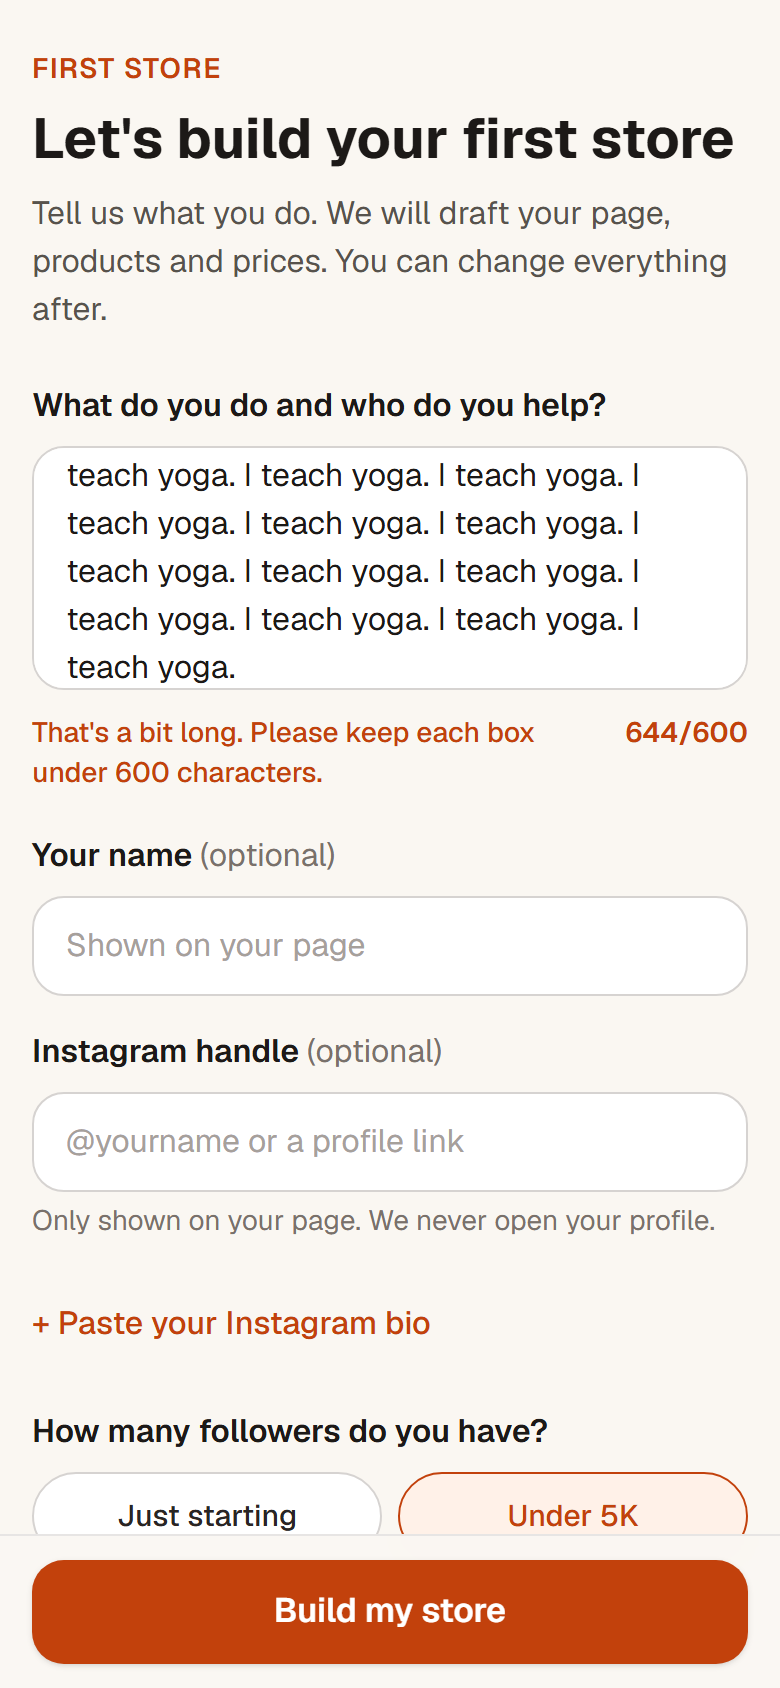 FIRST STORE
Let's build your first store
Tell us what you do. We will draft your page,
products and prices. You can change everything
after.
What do you do and who do you help?
teach yoga. I teach yoga. I teach yoga. I
teach yoga. I teach yoga. I teach yoga. I
teach yoga. I teach yoga. I teach yoga. I
teach yoga. I teach yoga. I teach yoga. I
teach yoga.
That's a bit long. Please keep each box 644/600
under 600 characters.
Your name (optional)
Shown on your page
Instagram handle (optional)
@yourname or a profile link
Only shown on your page. We never open your profile.
+ Paste your Instagram bio
How many followers do you have?
Just starting Under 5K
Build my store